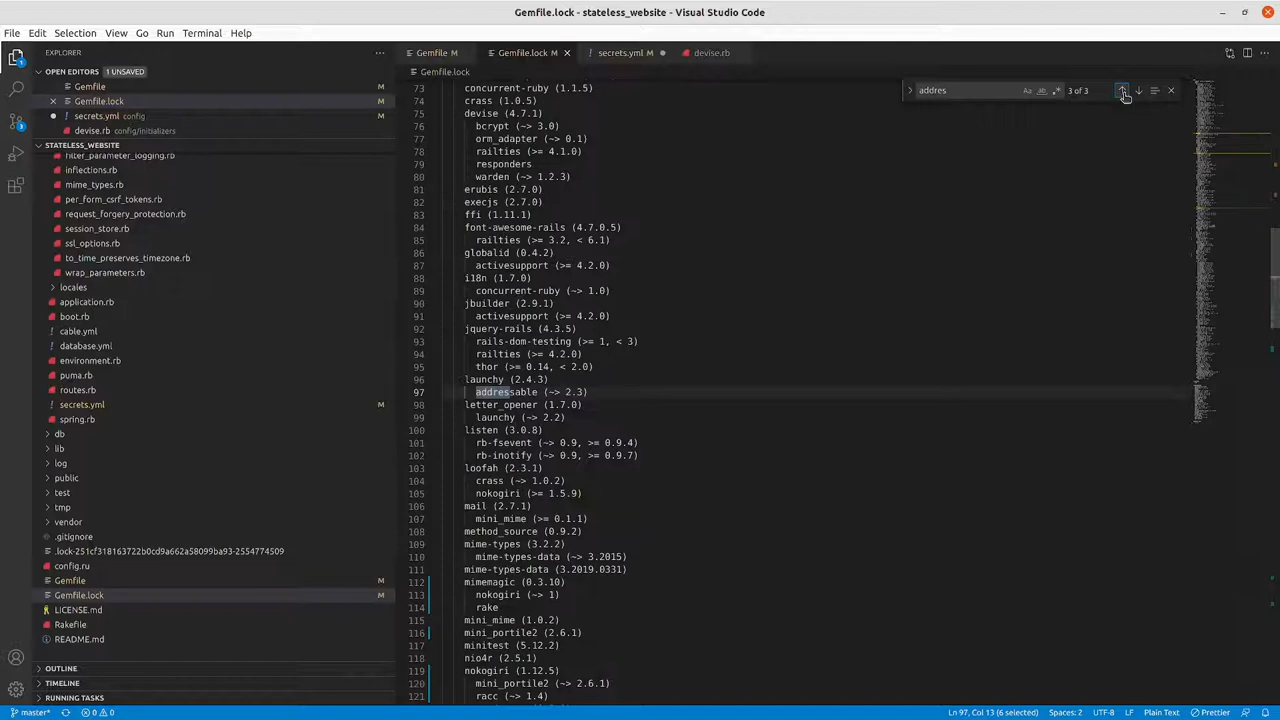 Gemfile.lock - stateless_website - Visual Studio Code
File Edit Selection View Go Run Terminal Help
EXPLORER
OPEN EDITORS 1 UNSAVED
Gemfile
Gemfile.lock
secrets.yml config
devise.rb config/initializers
STATELESS_WEBSITE
filter_parameter_logging.rb
inflections.rb
mime_types.rb
per_form_csrf_tokens.rb
request_forgery_protection.rb
session_store.rb
ssl_options.rb
to_time_preserves_timezone.rb
wrap_parameters.rb
locales
application.rb
boot.rb
cable.yml
database.yml
environment.rb
puma.rb
routes.rb
secrets.yml M
spring.rb
db
lib
log
public
test
tmp
vendor
.gitignore
.lock-251cf318163722b0cd9a662a58099ba93-2554774509
config.ru
Gemfile M
Gemfile.lock M
LICENSE.md
Rakefile
README.md
OUTLINE
TIMELINE
RUNNING TASKS
Gemfile M Gemfile.lock M secrets.yml M devise.rb
Gemfile.lock
addres Aa ab 3 of 3
73 concurrent-ruby (1.1.5)
74 crass (1.0.5)
75 devise (4.7.1)
76 bcrypt (~> 3.0)
77 orm_adapter (~> 0.1)
78 railties (>= 4.1.0)
79 responders
80 warden (~> 1.2.3)
81 erubis (2.7.0)
82 execjs (2.7.0)
83 ffi (1.11.1)
84 font-awesome-rails (4.7.0.5)
85 railties (>= 3.2, < 6.1)
86 globalid (0.4.2)
87 activesupport (>= 4.2.0)
88 i18n (1.7.0)
89 concurrent-ruby (~> 1.0)
90 jbuilder (2.9.1)
91 activesupport (>= 4.2.0)
92 jquery-rails (4.3.5)
93 rails-dom-testing (>= 1, < 3)
94 railties (>= 4.2.0)
95 thor (>= 0.14, < 2.0)
96 launchy (2.4.3)
97 addressable (~> 2.3)
98 letter_opener (1.7.0)
99 launchy (~> 2.2)
100 listen (3.0.8)
101 rb-fsevent (~> 0.9, >= 0.9.4)
102 rb-inotify (~> 0.9, >= 0.9.7)
103 loofah (2.3.1)
104 crass (~> 1.0.2)
105 nokogiri (>= 1.5.9)
106 mail (2.7.1)
107 mini_mime (>= 0.1.1)
108 method_source (0.9.2)
109 mime-types (3.2.2)
110 mime-types-data (~> 3.2015)
111 mime-types-data (3.2019.0331)
112 mimemagic (0.3.10)
113 nokogiri (~> 1)
114 rake
115 mini_mime (1.0.2)
116 mini_portile2 (2.6.1)
117 minitest (5.12.2)
118 nio4r (2.5.1)
119 nokogiri (1.12.5)
120 mini_portile2 (~> 2.6.1)
121 racc (~> 1.4)
master* 0 0 Ln 97, Col 13 (6 selected) Spaces: 2 UTF-8 LF Plain Text Prettier